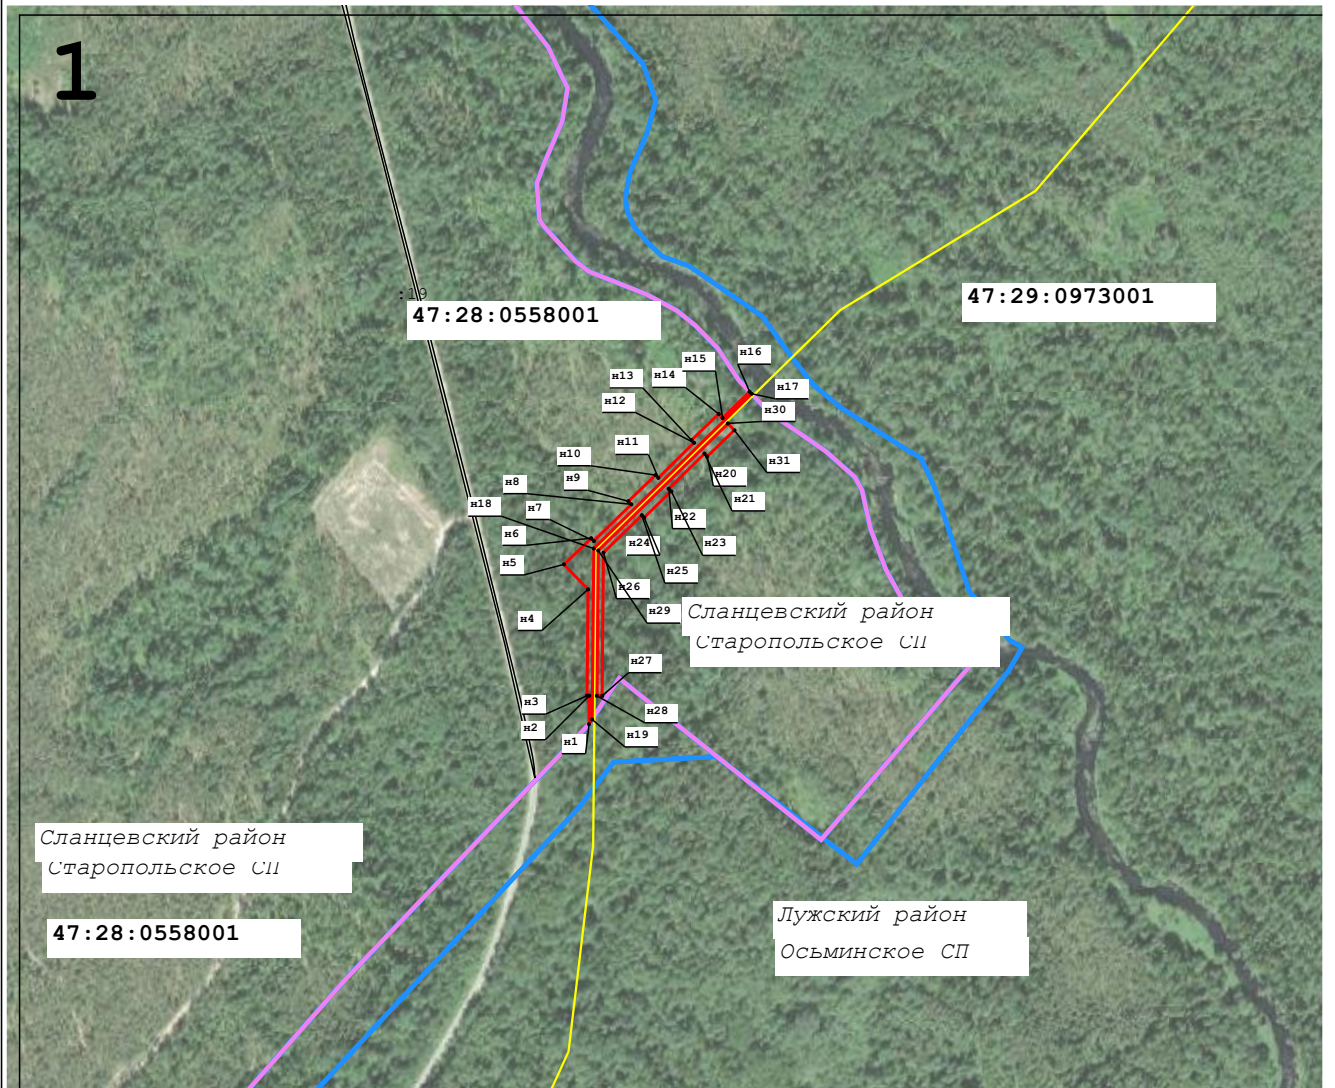 1
:19
47:28:0558001
47:29:0973001
н16
н15
н14
н17
н13
н12
н30
н11
н10
н31
н9
н20
н8
н21
н18
н7
н22
н6
н24
н23
н5
н25
н26
н4
н29
Сланцевский район
Старопольское СП
н27
н3
н28
н2
н19
н1
Сланцевский район
Старопольское СП
47:28:0558001
Лужский район
Осьминское СП